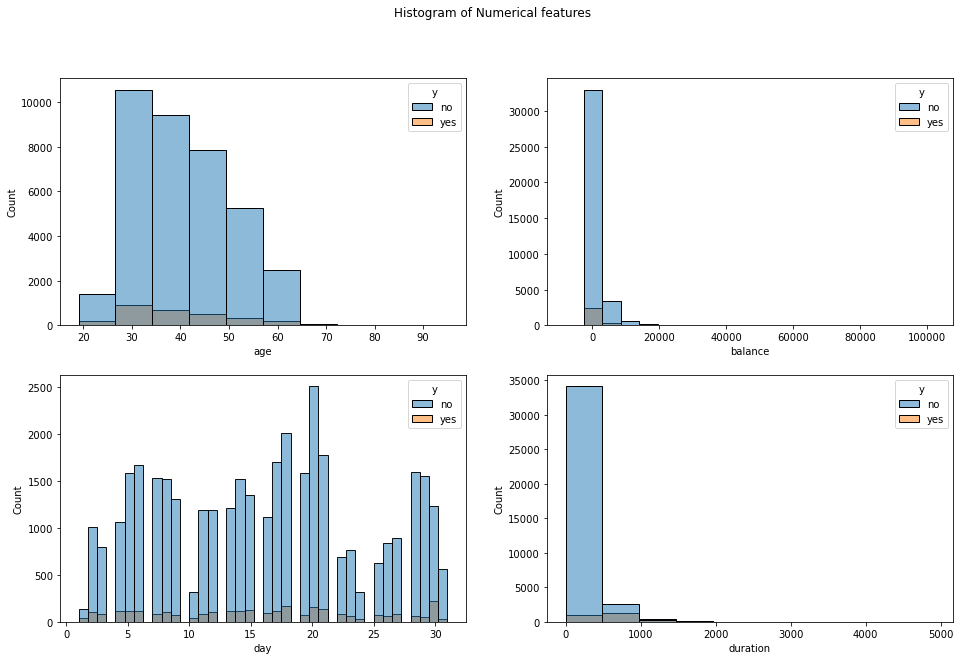 Histogram of Numerical features
y
no
yes
10000
8000
6000
4000
2000
0
Count
20 30 40 50 60 70 80 90
age
y
no
yes
30000
25000
20000
15000
10000
5000
0
Count
0 20000 40000 60000 80000 100000
balance
y
no
yes
2500
2000
1500
1000
500
0
Count
0 5 10 15 20 25 30
day
y
no
yes
35000
30000
25000
20000
15000
10000
5000
0
Count
0 1000 2000 3000 4000 5000
duration